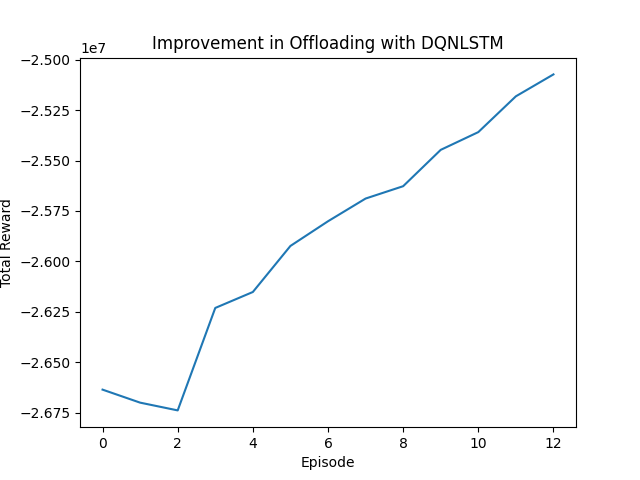 Improvement in Offloading with DQNLSTM
1e7
−2.500
−2.525
−2.550
−2.575
−2.600
−2.625
−2.650
−2.675
Total Reward
0 2 4 6 8 10 12
Episode